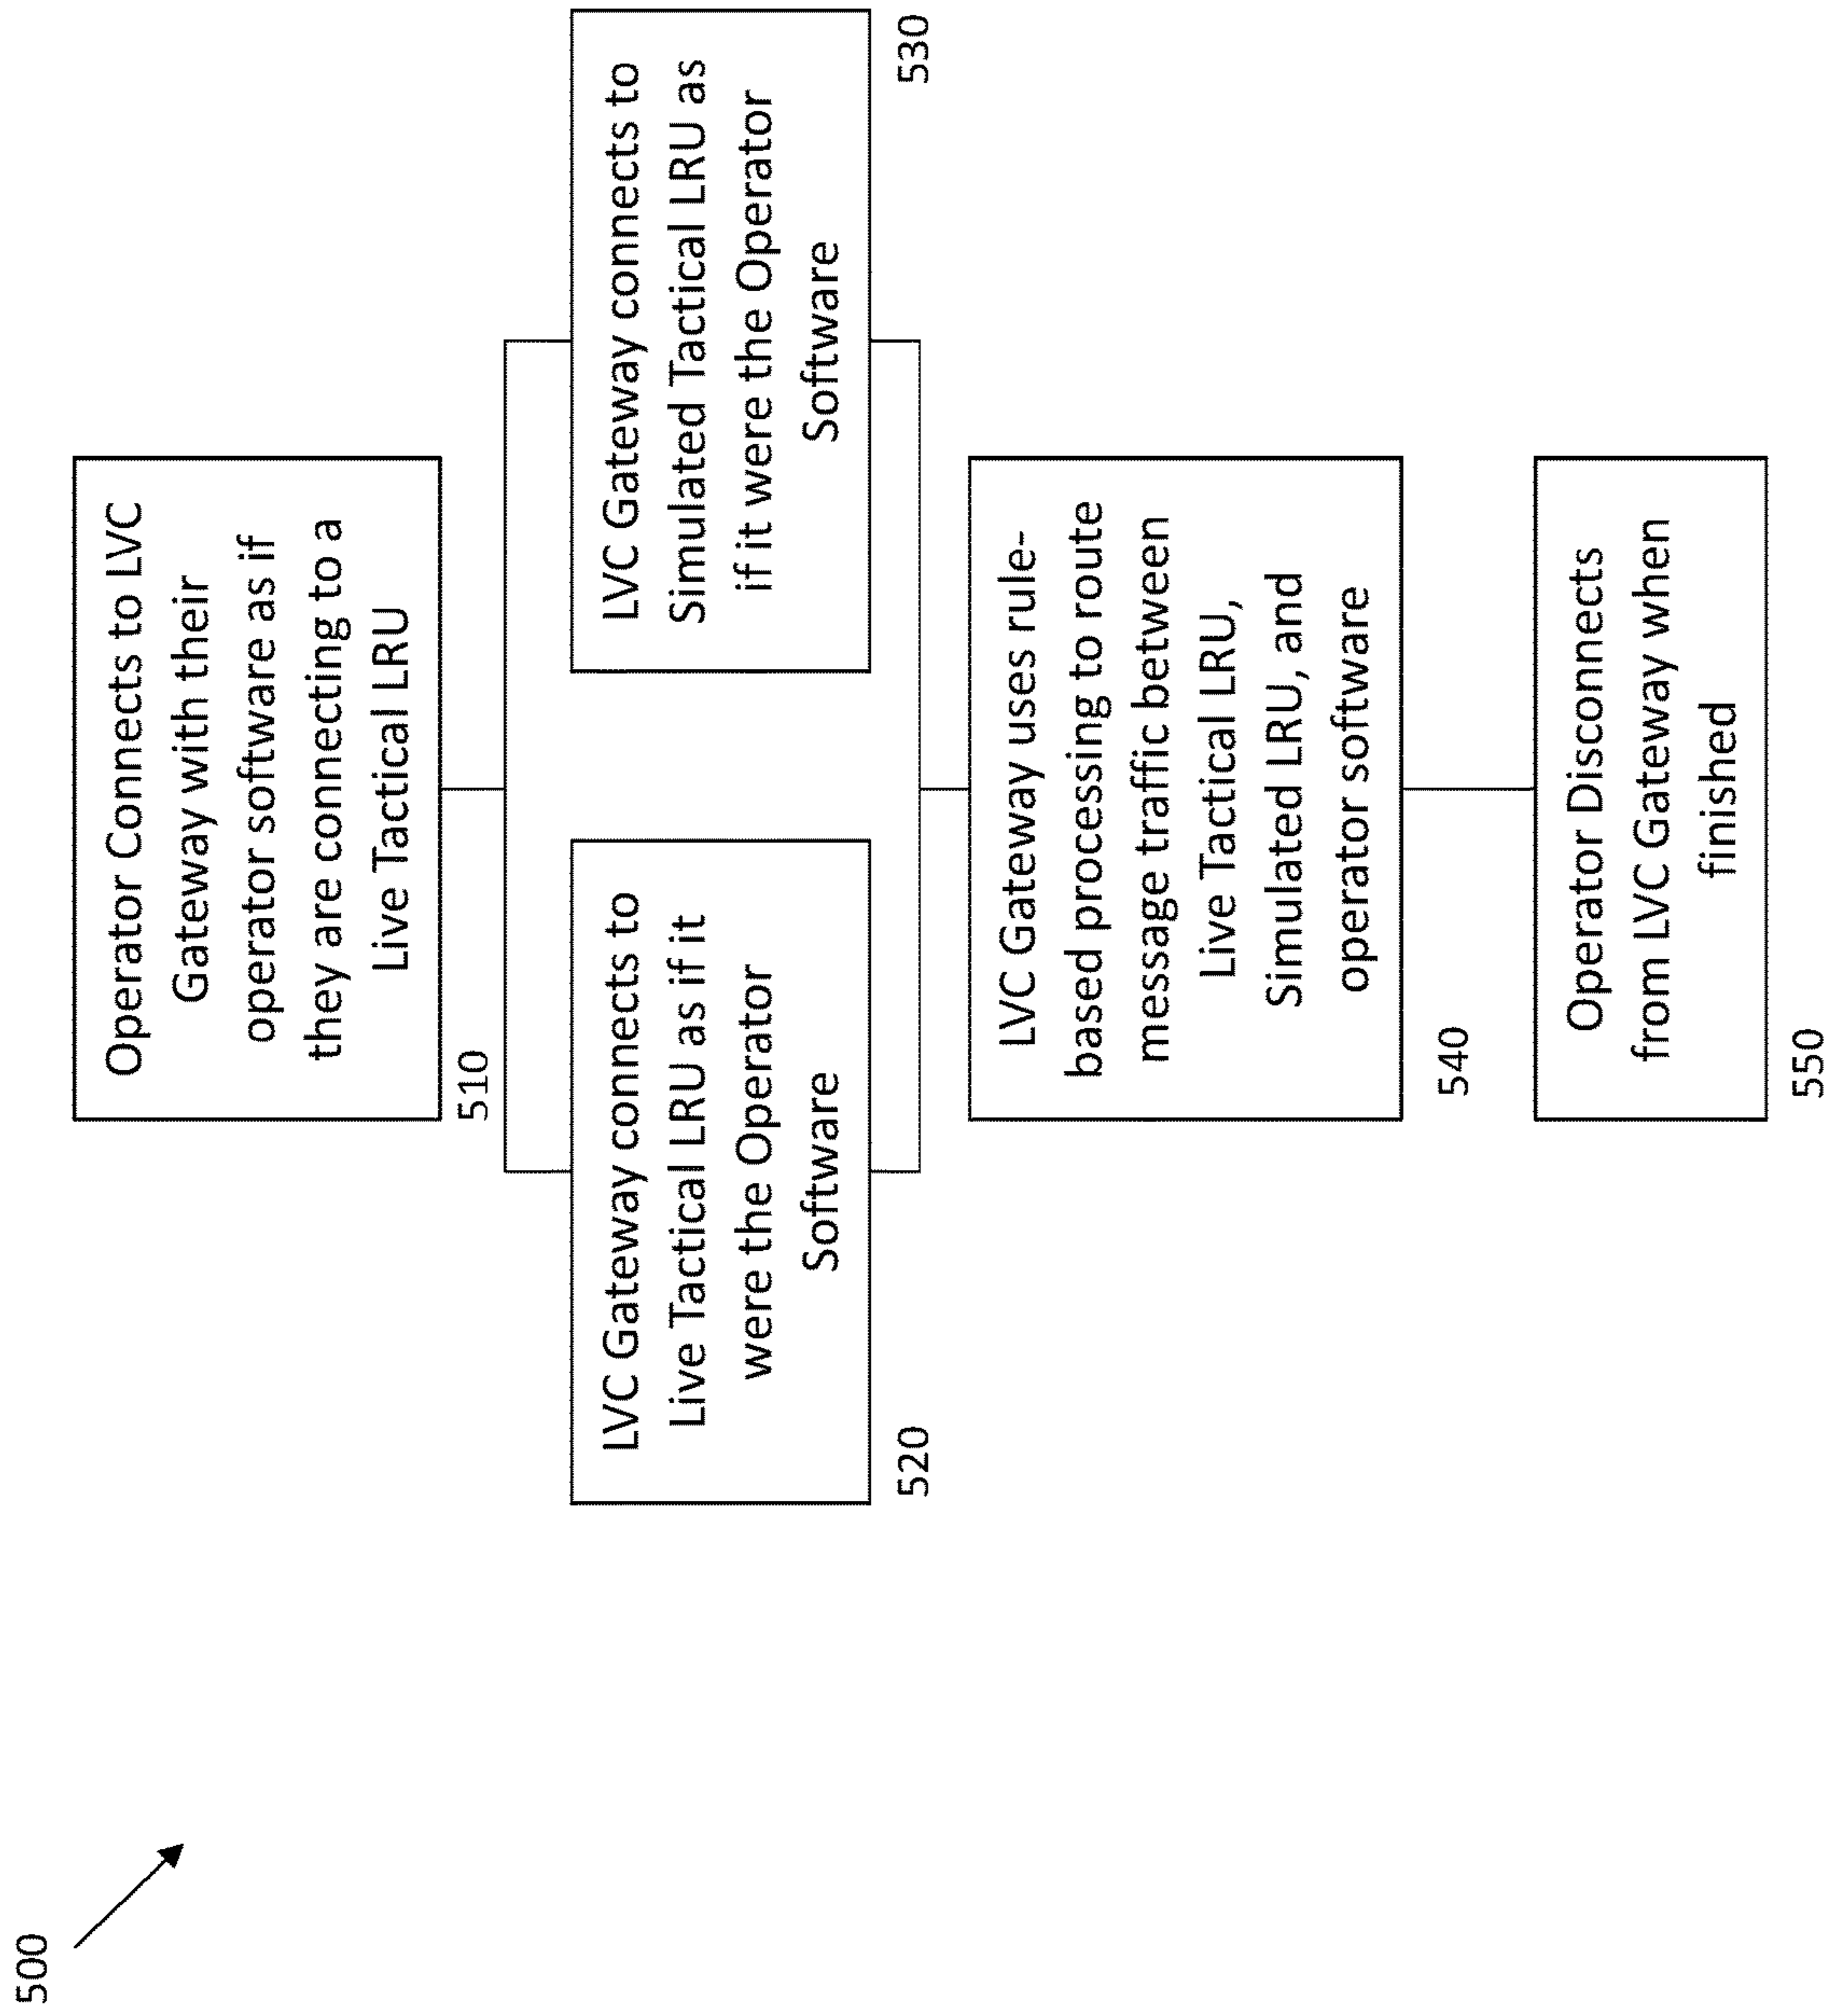 500
Operator Connects to LVC
Gateway with their
operator software as if
they are connecting to a
Live Tactical LRU
510
LVC Gateway connects to
Live Tactical LRU as if it
were the Operator
Software
520
LVC Gateway connects to
Simulated Tactical LRU as
if it were the Operator
Software
530
LVC Gateway uses rule-
based processing to route
message traffic between
Live Tactical LRU,
Simulated LRU, and
operator software
540
Operator Disconnects
from LVC Gateway when
finished
550